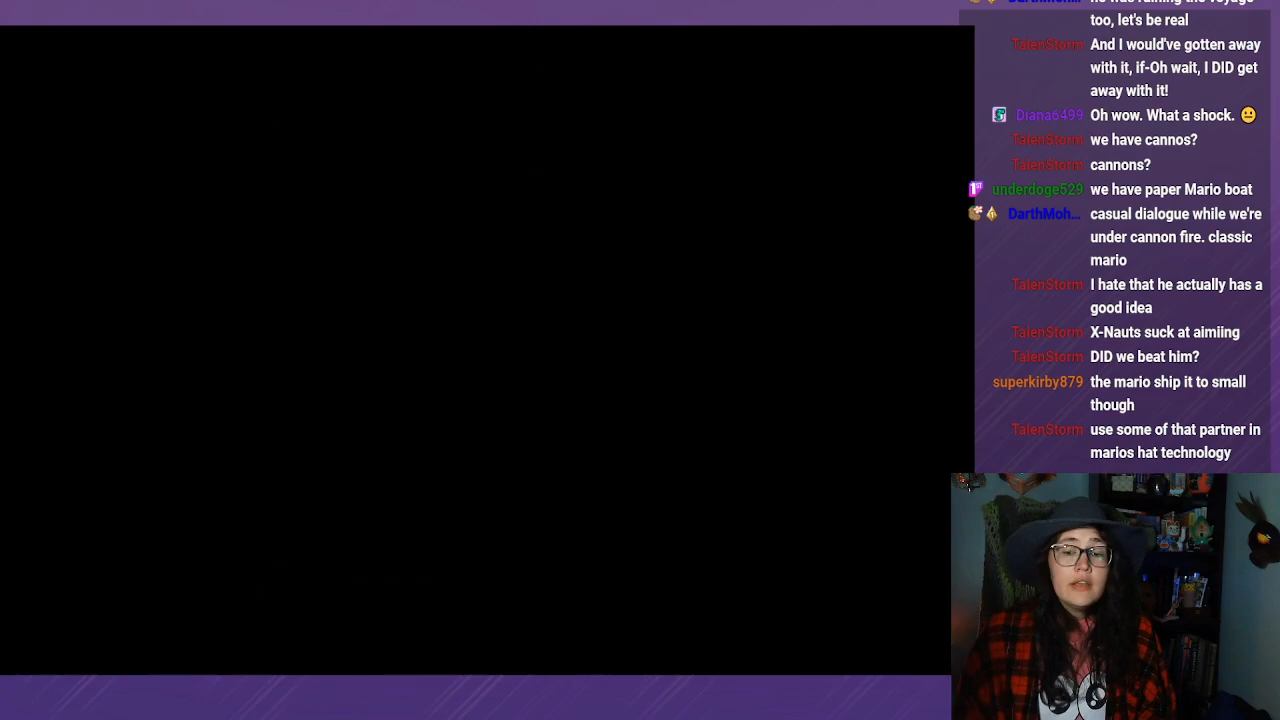 too, let's be real
TalenStorm And I would've gotten away
with it, if-Oh wait, I DID get
away with it!
Diana6499 Oh wow. What a shock. 😐
TalenStorm we have cannos?
TalenStorm cannons?
1ST underdoge529 we have paper Mario boat
DarthMoh... casual dialogue while we're
under cannon fire. classic
mario
TalenStorm I hate that he actually has a
good idea
TalenStorm X-Nauts suck at aimiing
TalenStorm DID we beat him?
superkirby879 the mario ship it to small
though
TalenStorm use some of that partner in
marios hat technology